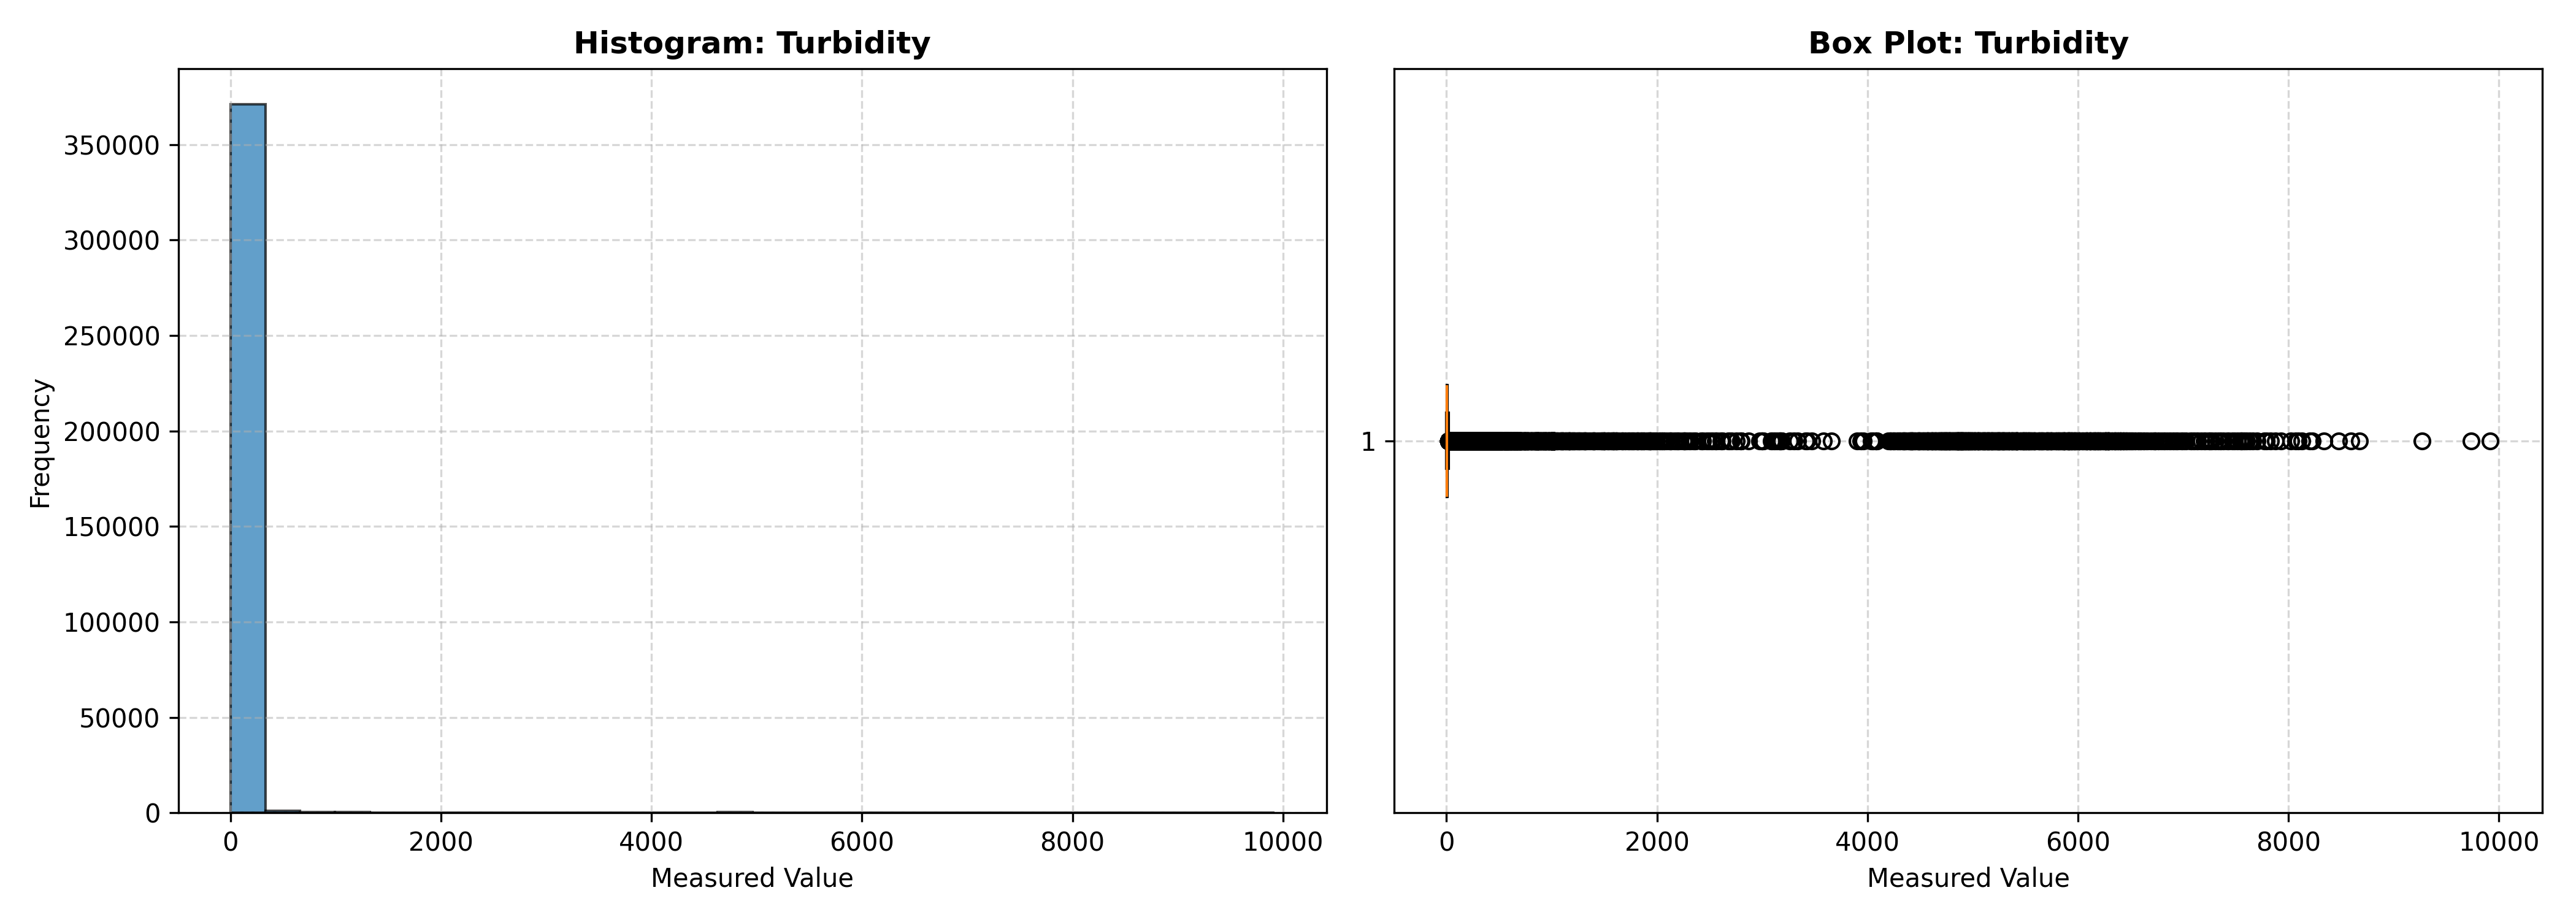 Histogram: Turbidity
Frequency
350000
300000
250000
200000
150000
100000
50000
0
0 2000 4000 6000 8000 10000
Measured Value
Box Plot: Turbidity
1
0 2000 4000 6000 8000 10000
Measured Value